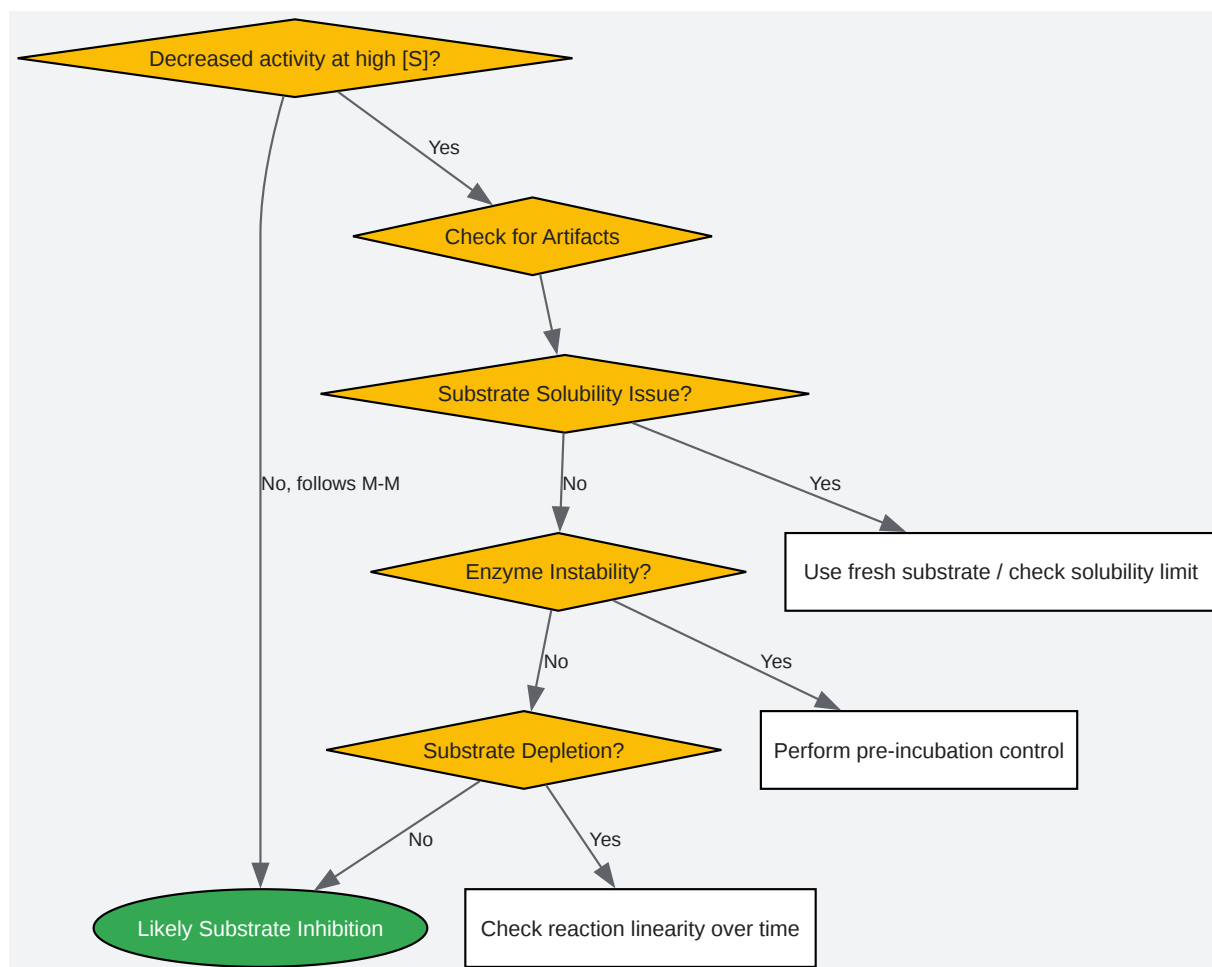 Decreased activity at high [S]?
Yes
Check for Artifacts
Substrate Solubility Issue?
No, follows M-M
No
Yes
Enzyme Instability?
Use fresh substrate / check solubility limit
No
Yes
Substrate Depletion?
Perform pre-incubation control
No
Yes
Likely Substrate Inhibition
Check reaction linearity over time